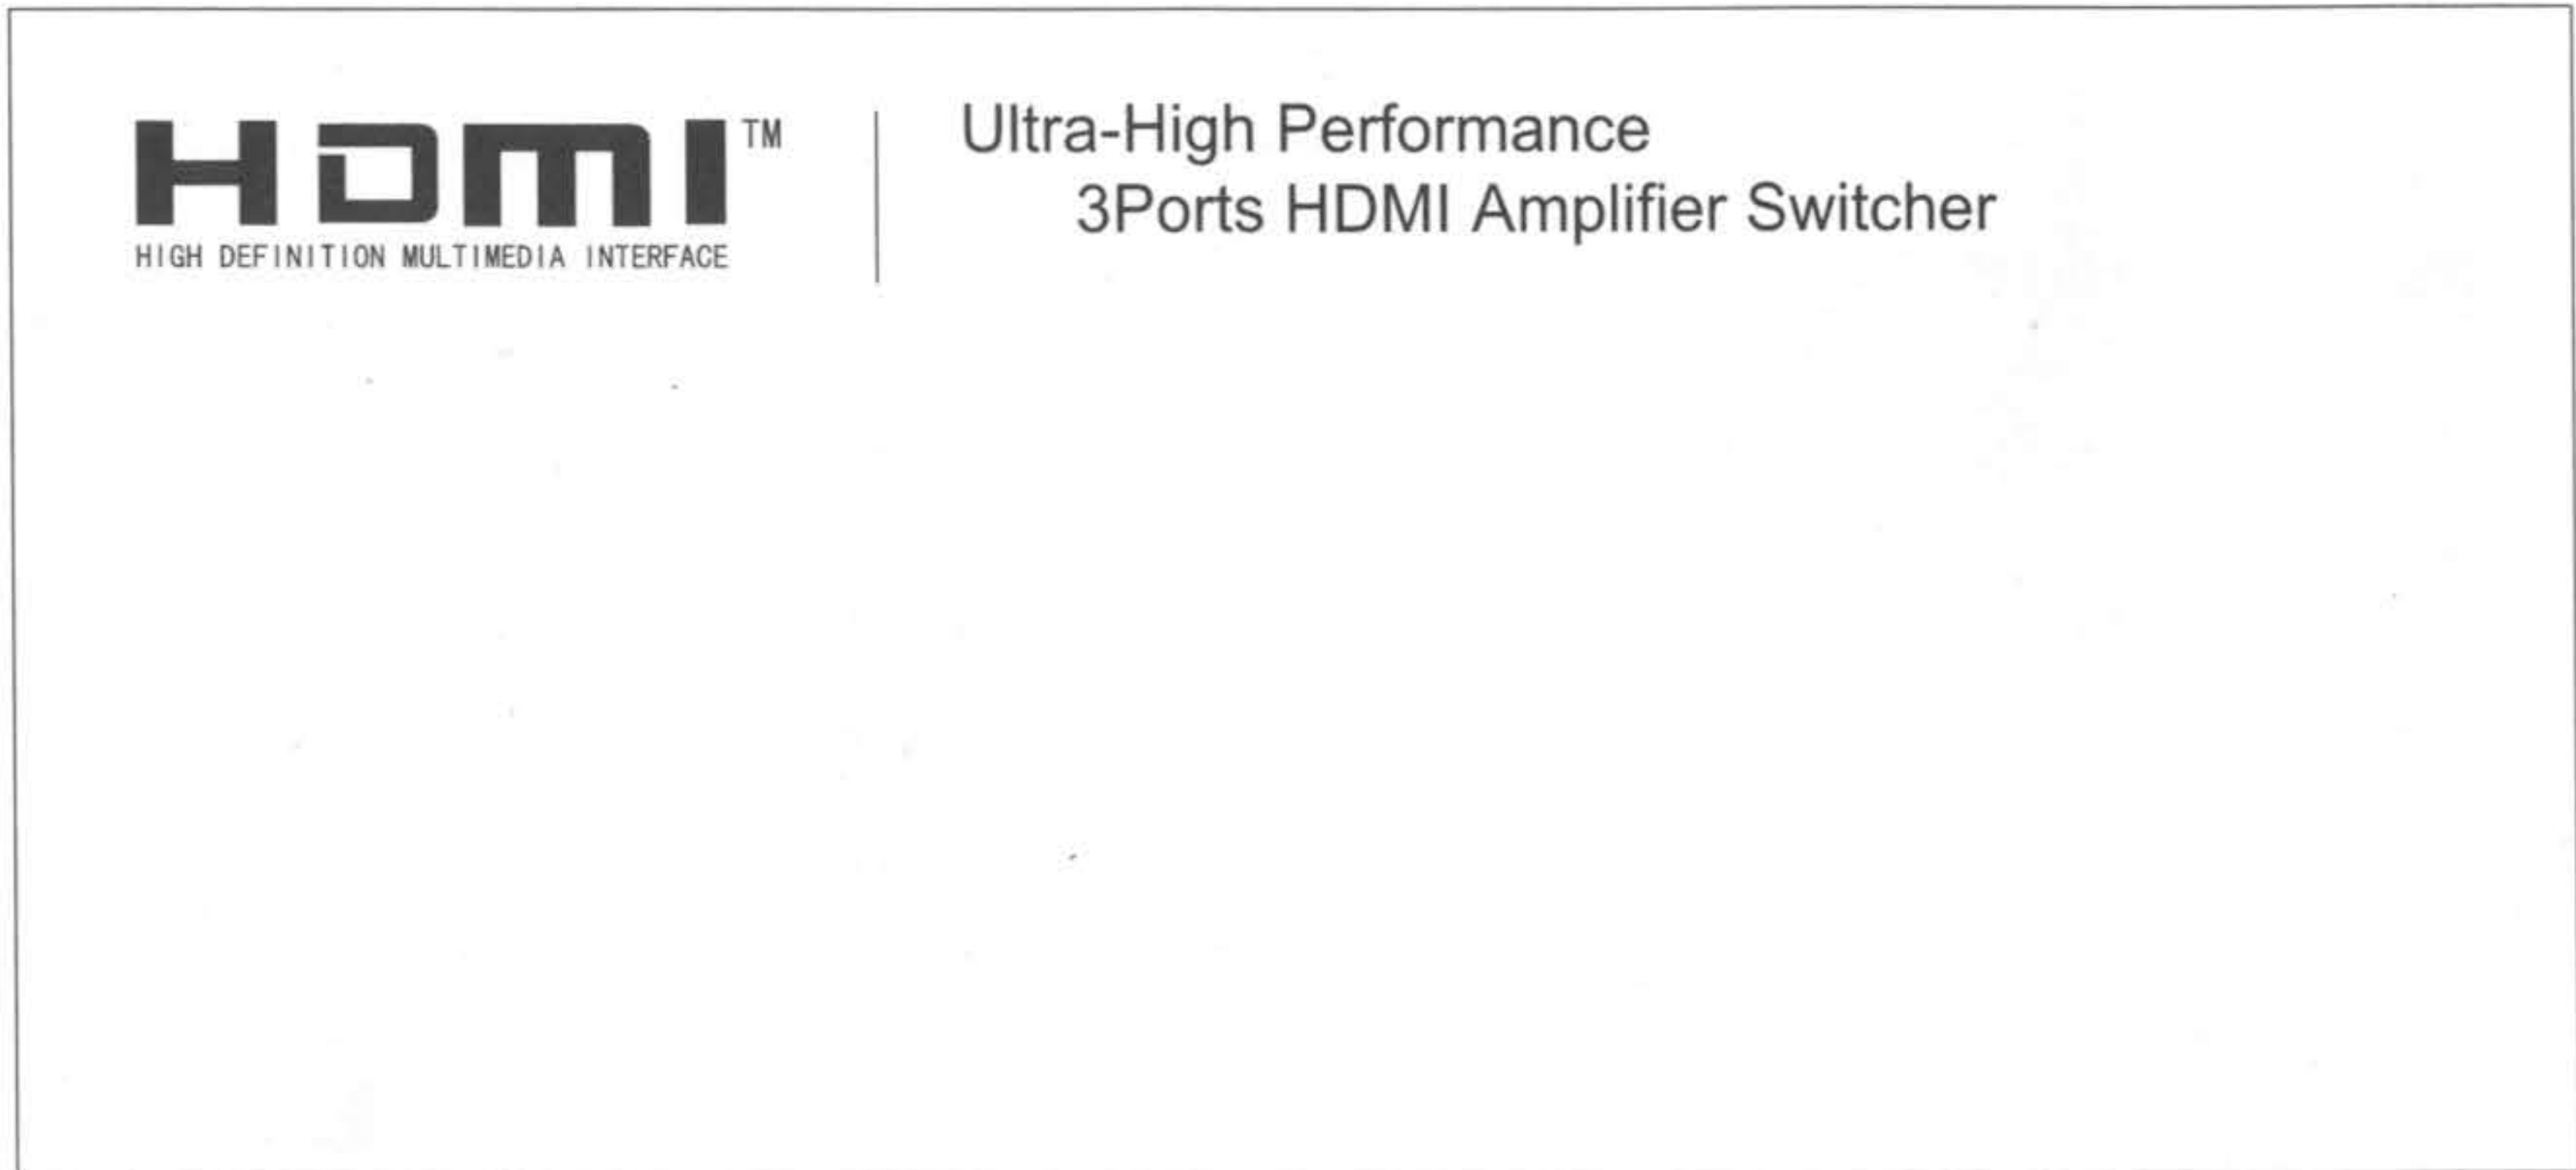 HDMI™
HIGH DEFINITION MULTIMEDIA INTERFACE
Ultra-High Performance
3Ports HDMI Amplifier Switcher